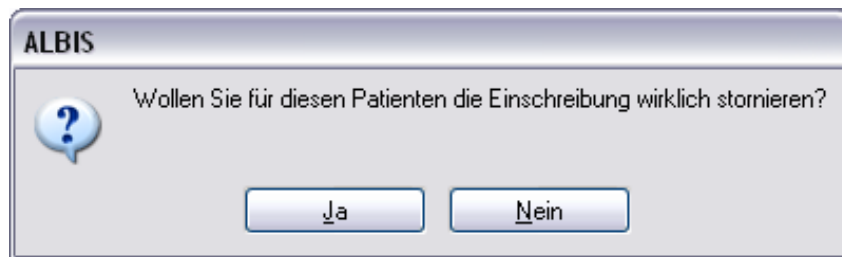 ALBIS
Wollen Sie für diesen Patienten die Einschreibung wirklich stornieren?
Ja
Nein